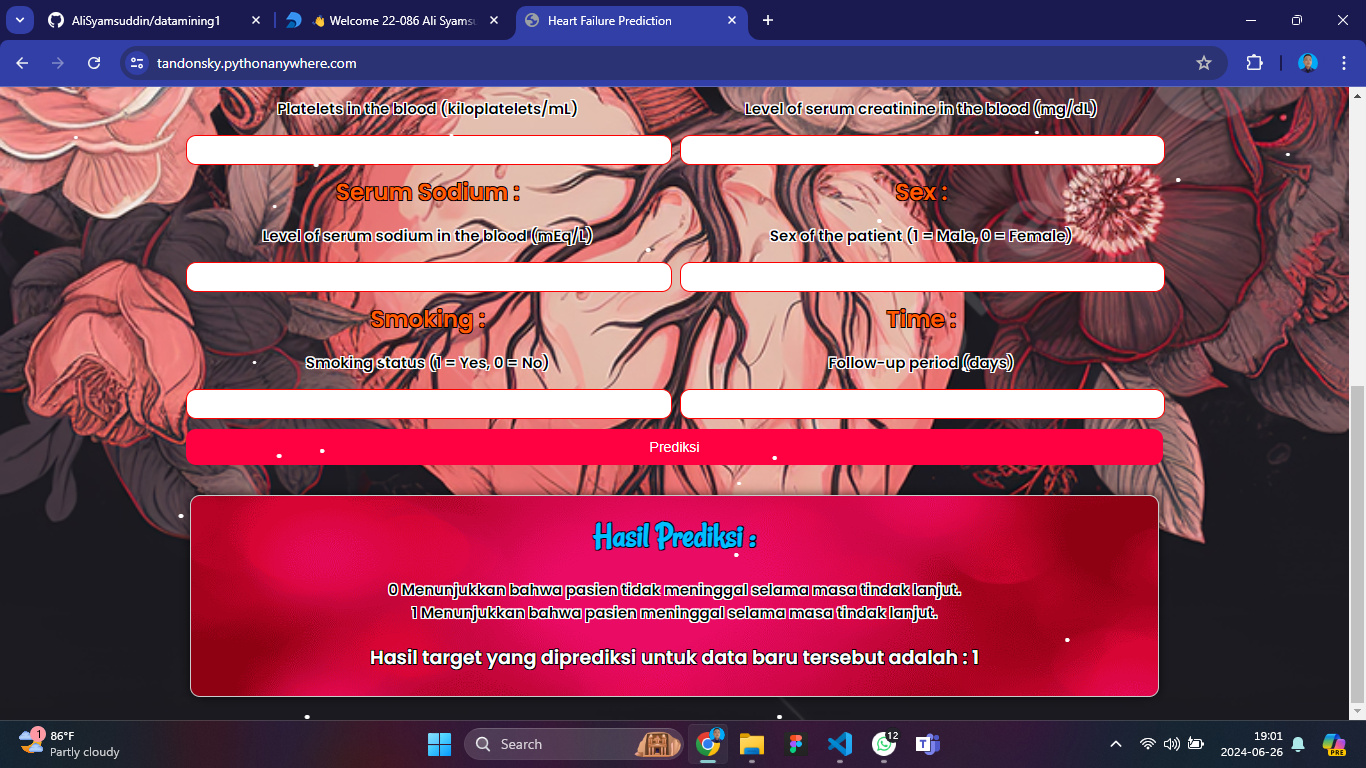 AliSyamsuddin/datamining1
👋 Welcome 22-086 Ali Syamsu
Heart Failure Prediction
tandonsky.pythonanywhere.com
Platelets in the blood (kiloplatelets/mL)
Level of serum creatinine in the blood (mg/dL)
Serum Sodium :
Sex :
Level of serum sodium in the blood (mEq/L)
Sex of the patient (1 = Male, 0 = Female)
Smoking :
Time :
Smoking status (1 = Yes, 0 = No)
Follow-up period (days)
Prediksi
Hasil Prediksi :
0 Menunjukkan bahwa pasien tidak meninggal selama masa tindak lanjut.
1 Menunjukkan bahwa pasien meninggal selama masa tindak lanjut.
Hasil target yang diprediksi untuk data baru tersebut adalah : 1
1
86°F
Partly cloudy
Search
12
19:01
2024-06-26
PRE